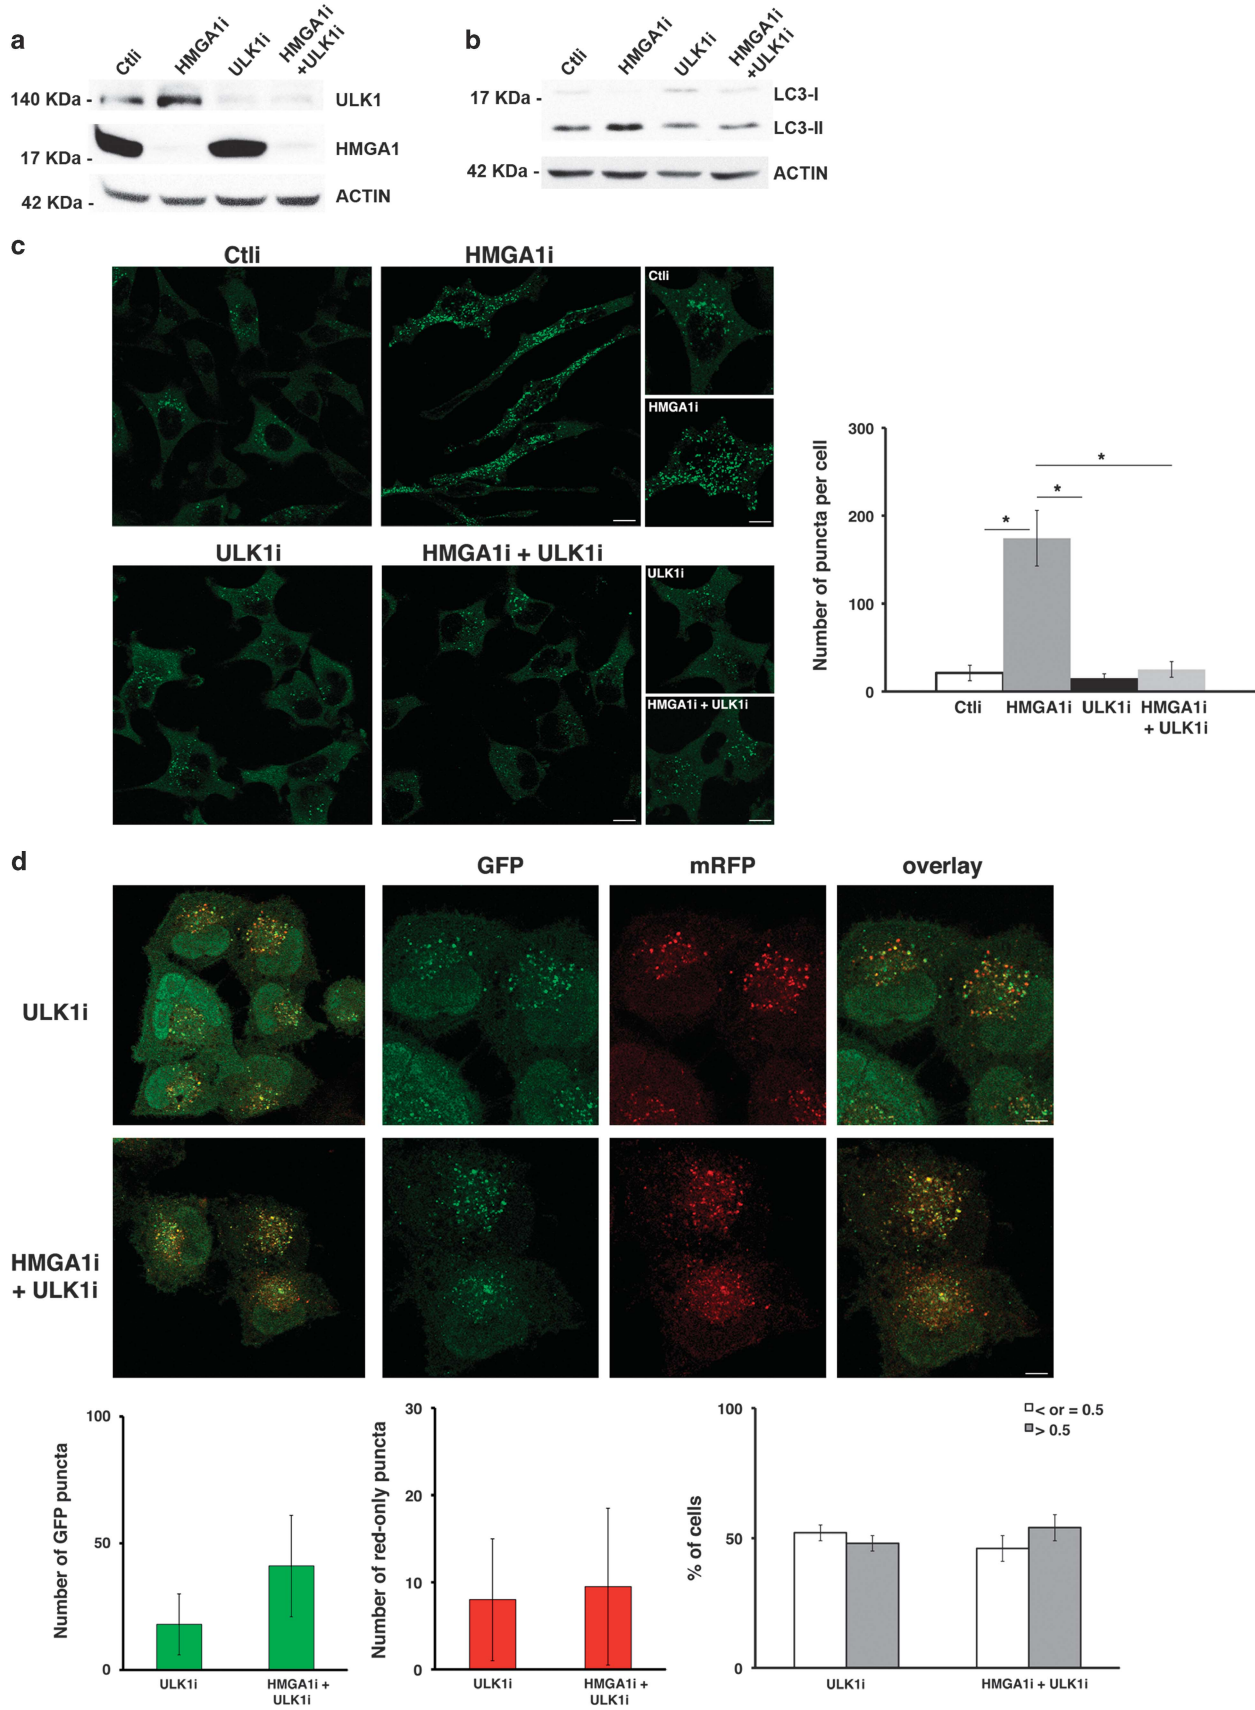 a
Ctli
HMGA1i
ULK1i
HMGA1i
+ULK1i
140 KDa -
ULK1
17 KDa -
HMGA1
42 KDa -
ACTIN
b
Ctli
HMGA1i
ULK1i
HMGA1i
+ULK1i
17 KDa -
LC3-I
LC3-II
42 KDa -
ACTIN
c
Ctli
HMGA1i
Ctli
HMGA1i
ULK1i
HMGA1i + ULK1i
ULK1i
HMGA1i + ULK1i
Number of puncta per cell
300
200
100
0
*
*
*
Ctli
HMGA1i
ULK1i
HMGA1i
+ ULK1i
d
GFP
mRFP
overlay
ULK1i
HMGA1i
+ ULK1i
Number of GFP puncta
100
50
0
ULK1i
HMGA1i +
ULK1i
Number of red-only puncta
30
20
10
0
ULK1i
HMGA1i +
ULK1i
% of cells
100
50
0
< or = 0.5
> 0.5
ULK1i
HMGA1i + ULK1i